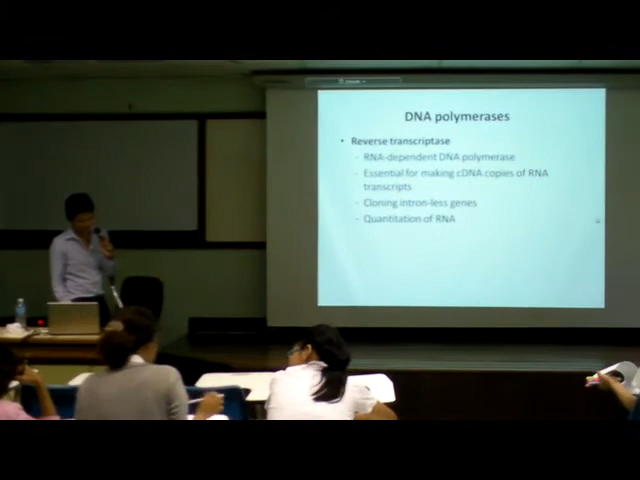 DNA polymerases
• Reverse transcriptase
- RNA-dependent DNA polymerase
- Essential for making cDNA copies of RNA
transcripts
- Cloning intron-less genes
- Quantitation of RNA